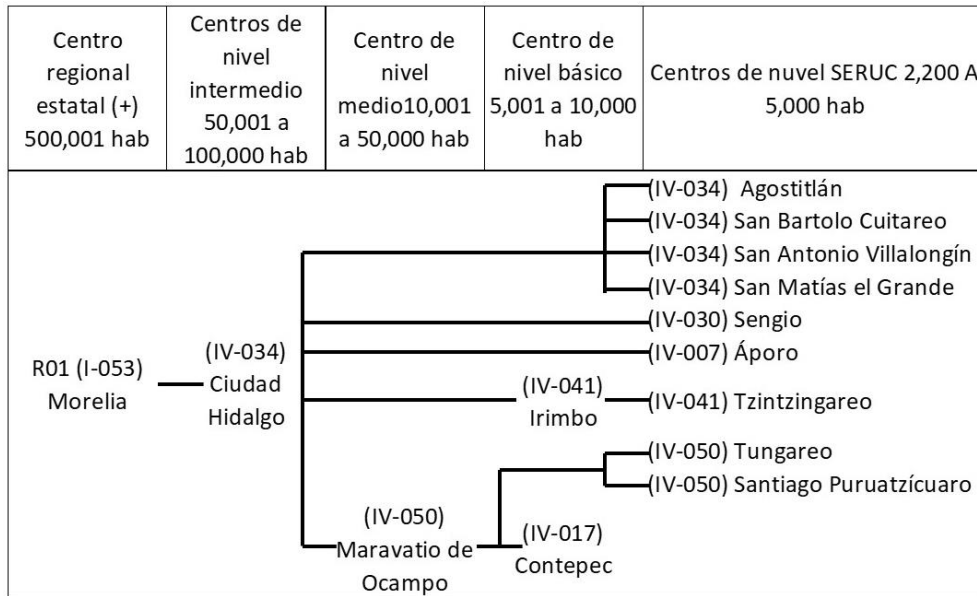 Centro
regional
estatal (+)
500,001 hab
Centros de
nivel
intermedio
50,001 a
100,000 hab
Centro de
nivel
medio10,001
a 50,000 hab
Centro de
nivel básico
5,001 a 10,000
hab
Centros de nuvel SERUC 2,200 A
5,000 hab
R01 (I-053)
Morelia
(IV-034)
Ciudad
Hidalgo
(IV-034) Agostitlán
(IV-034) San Bartolo Cuitareo
(IV-034) San Antonio Villalongín
(IV-034) San Matías el Grande
(IV-030) Sengio
(IV-007) Áporo
(IV-041)
Irimbo
(IV-041) Tzintzingareo
(IV-050)
Maravatio de
Ocampo
(IV-050) Tungareo
(IV-050) Santiago Puruatzícuaro
(IV-017)
Contepec